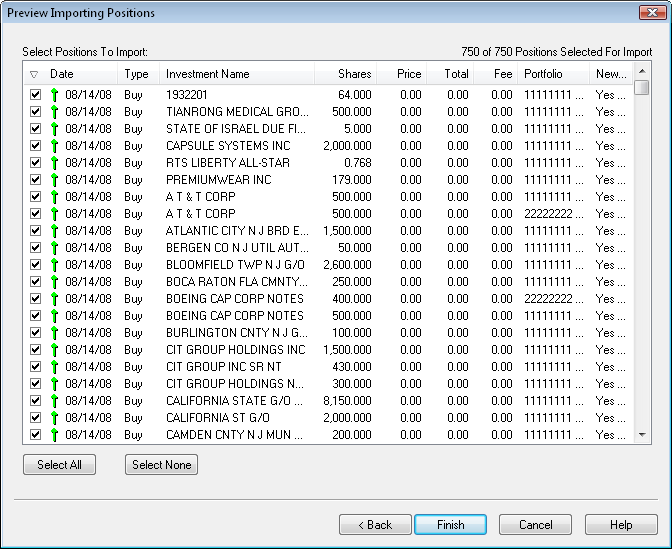 Preview Importing Positions
Select Positions To Import: 750 of 750 Positions Selected For Import
Date Type Investment Name Shares Price Total Fee Portfolio New...
08/14/08 Buy 1932201 64.000 0.00 0.00 0.00 11111111 ... Yes ...
08/14/08 Buy TIANRONG MEDICAL GRO... 500.000 0.00 0.00 0.00 11111111 ... Yes ...
08/14/08 Buy STATE OF ISRAEL DUE FI... 5.000 0.00 0.00 0.00 11111111 ... Yes ...
08/14/08 Buy CAPSULE SYSTEMS INC 2,000.000 0.00 0.00 0.00 11111111 ... Yes ...
08/14/08 Buy RTS LIBERTY ALL-STAR 0.768 0.00 0.00 0.00 11111111 ... Yes ...
08/14/08 Buy PREMIUMWEAR INC 179.000 0.00 0.00 0.00 11111111 ... Yes ...
08/14/08 Buy A T & T CORP 500.000 0.00 0.00 0.00 11111111 ... Yes ...
08/14/08 Buy A T & T CORP 500.000 0.00 0.00 0.00 22222222 ... Yes ...
08/14/08 Buy ATLANTIC CITY N J BRD E... 1,500.000 0.00 0.00 0.00 11111111 ... Yes ...
08/14/08 Buy BERGEN CO N J UTIL AUT... 50.000 0.00 0.00 0.00 11111111 ... Yes ...
08/14/08 Buy BLOOMFIELD TWP N J G/O 2,600.000 0.00 0.00 0.00 11111111 ... Yes ...
08/14/08 Buy BOCA RATON FLA CMNTY... 250.000 0.00 0.00 0.00 11111111 ... Yes ...
08/14/08 Buy BOEING CAP CORP NOTES 400.000 0.00 0.00 0.00 22222222 ... Yes ...
08/14/08 Buy BOEING CAP CORP NOTES 500.000 0.00 0.00 0.00 11111111 ... Yes ...
08/14/08 Buy BURLINGTON CNTY N J G... 100.000 0.00 0.00 0.00 11111111 ... Yes ...
08/14/08 Buy CIT GROUP HOLDINGS INC 1,500.000 0.00 0.00 0.00 11111111 ... Yes ...
08/14/08 Buy CIT GROUP INC SR NT 430.000 0.00 0.00 0.00 11111111 ... Yes ...
08/14/08 Buy CIT GROUP HOLDINGS N... 300.000 0.00 0.00 0.00 11111111 ... Yes ...
08/14/08 Buy CALIFORNIA STATE G/O ... 8,150.000 0.00 0.00 0.00 11111111 ... Yes ...
08/14/08 Buy CALIFORNIA ST G/O 2,000.000 0.00 0.00 0.00 11111111 ... Yes ...
08/14/08 Buy CAMDEN CNTY N J MUN ... 200.000 0.00 0.00 0.00 11111111 ... Yes ...
Select All Select None
< Back Finish Cancel Help